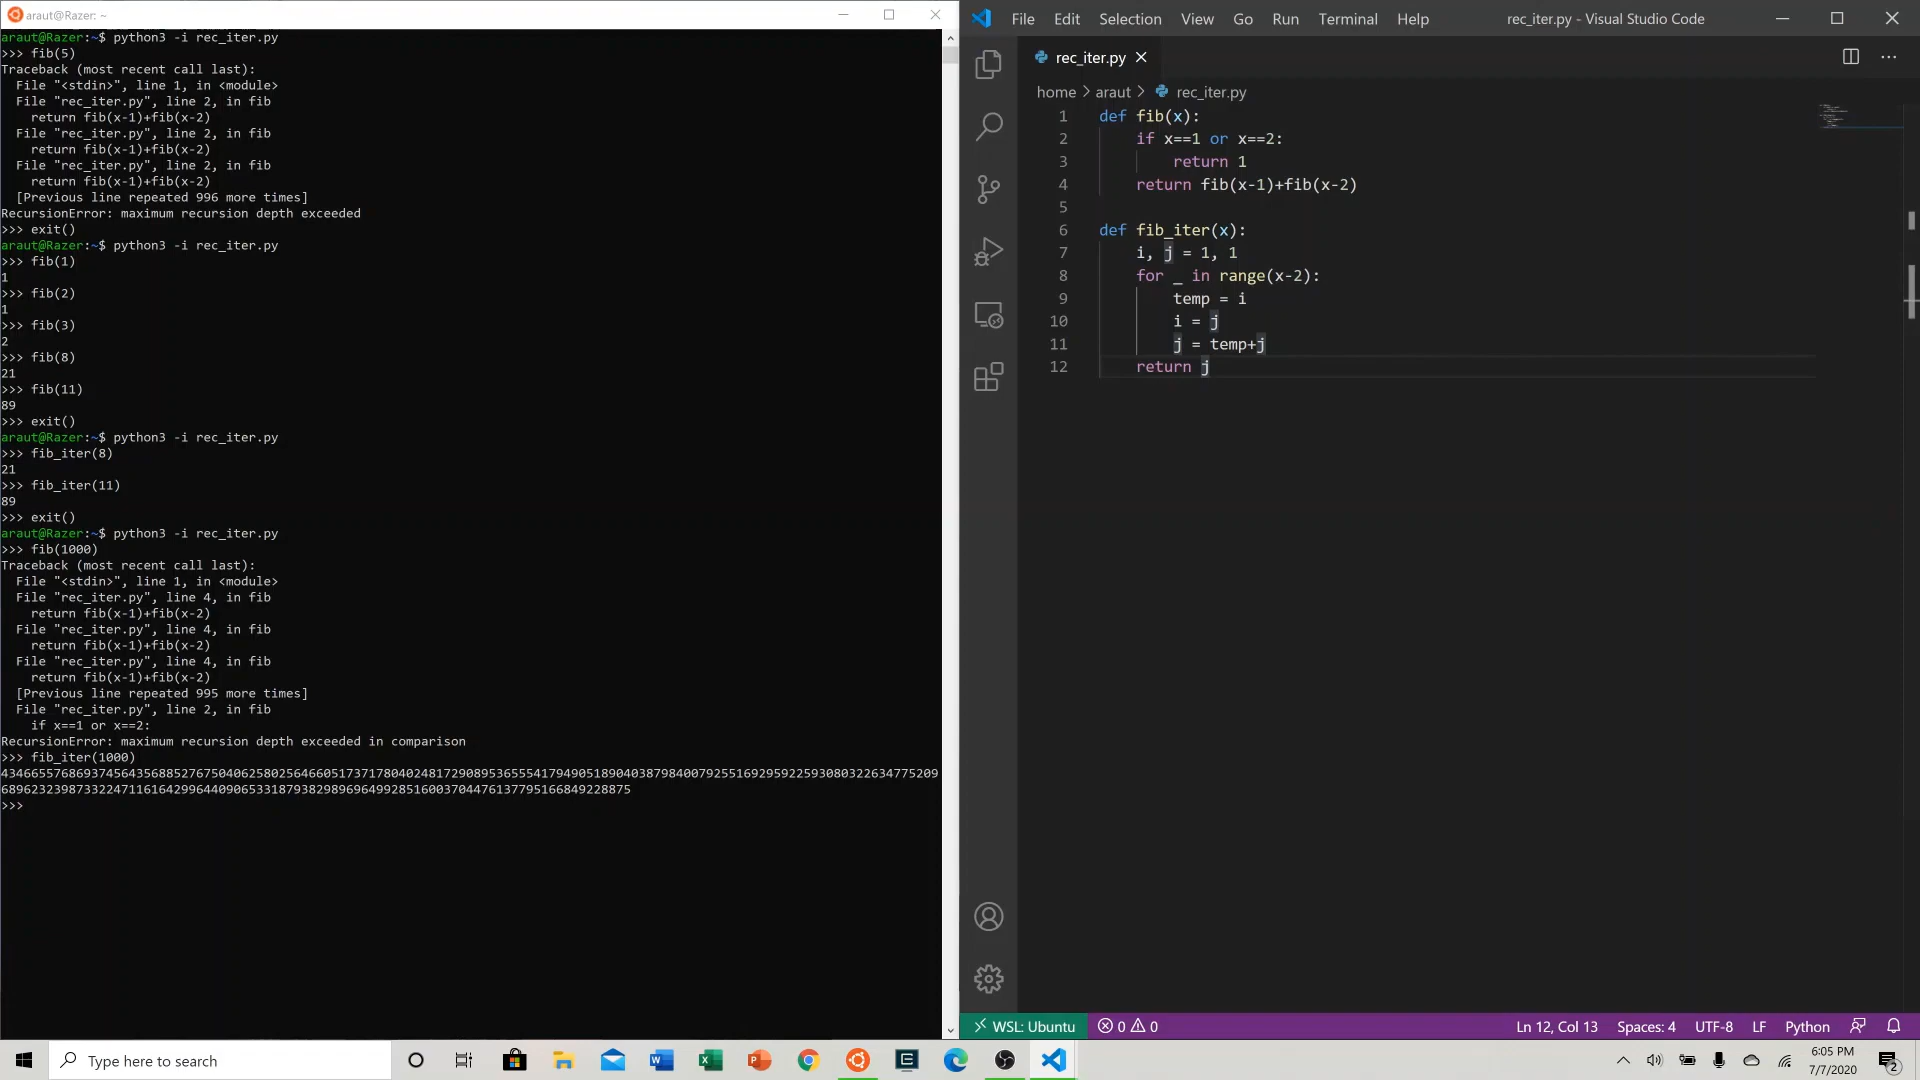 araut@Razer: ~
araut@Razer:~$ python3 -i rec_iter.py
>>> fib(5)
Traceback (most recent call last):
  File "<stdin>", line 1, in <module>
  File "rec_iter.py", line 2, in fib
    return fib(x-1)+fib(x-2)
  File "rec_iter.py", line 2, in fib
    return fib(x-1)+fib(x-2)
  File "rec_iter.py", line 2, in fib
    return fib(x-1)+fib(x-2)
  [Previous line repeated 996 more times]
RecursionError: maximum recursion depth exceeded
>>> exit()
araut@Razer:~$ python3 -i rec_iter.py
>>> fib(1)
1
>>> fib(2)
1
>>> fib(3)
2
>>> fib(8)
21
>>> fib(11)
89
>>> exit()
araut@Razer:~$ python3 -i rec_iter.py
>>> fib_iter(8)
21
>>> fib_iter(11)
89
>>> exit()
araut@Razer:~$ python3 -i rec_iter.py
>>> fib(1000)
Traceback (most recent call last):
  File "<stdin>", line 1, in <module>
  File "rec_iter.py", line 4, in fib
    return fib(x-1)+fib(x-2)
  File "rec_iter.py", line 4, in fib
    return fib(x-1)+fib(x-2)
  File "rec_iter.py", line 4, in fib
    return fib(x-1)+fib(x-2)
  [Previous line repeated 995 more times]
  File "rec_iter.py", line 2, in fib
    if x==1 or x==2:
RecursionError: maximum recursion depth exceeded in comparison
>>> fib_iter(1000)
43466557686937456435688527675040625802564660517371780402481729089536555417949051890403879840079255169295922593080322634775209
689623239873322471161642996440906533187938298969649928516003704476137795166849228875
>>>
File Edit Selection View Go Run Terminal Help rec_iter.py - Visual Studio Code
rec_iter.py
home > araut > rec_iter.py
1 def fib(x):
2     if x==1 or x==2:
3         return 1
4     return fib(x-1)+fib(x-2)
5
6 def fib_iter(x):
7     i, j = 1, 1
8     for _ in range(x-2):
9         temp = i
10         i = j
11         j = temp+j
12     return j
WSL: Ubuntu 0 0 Ln 12, Col 13 Spaces: 4 UTF-8 LF Python
Type here to search
6:05 PM
7/7/2020
2